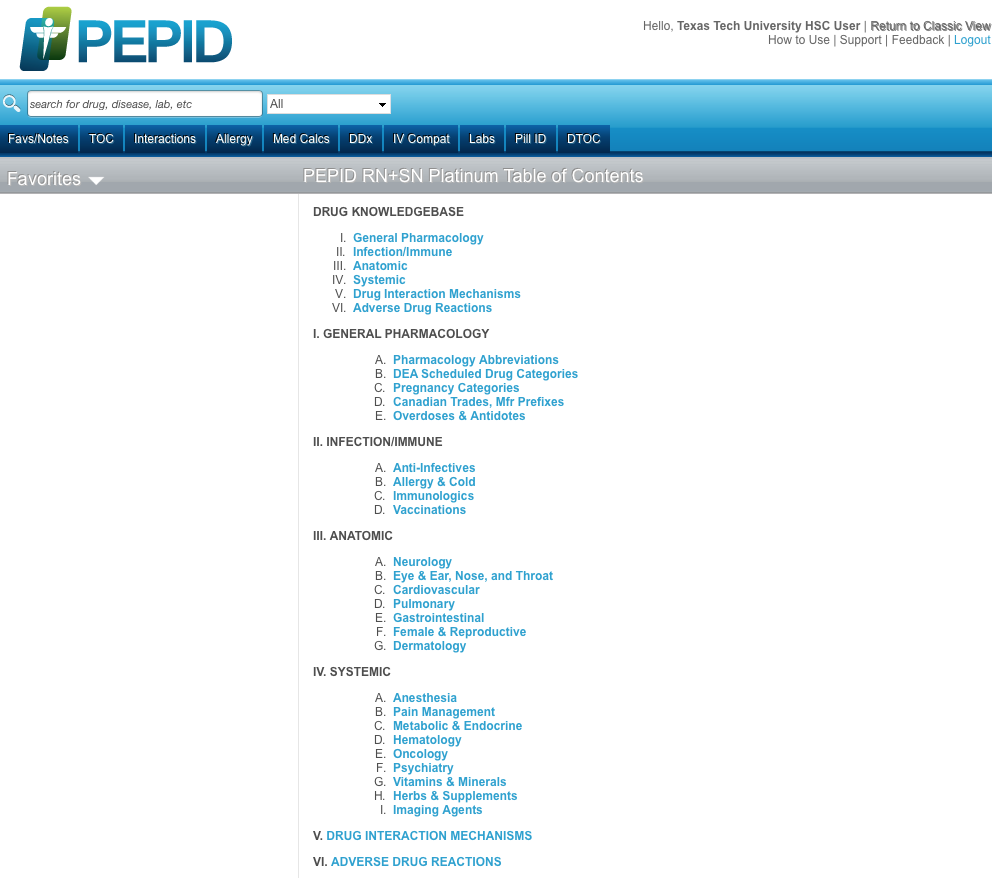 PEPID
Hello, Texas Tech University HSC User | Return to Classic View
How to Use | Support | Feedback | Logout
search for drug, disease, lab, etc
All
Favs/Notes TOC Interactions Allergy Med Calcs DDx IV Compat Labs Pill ID DTOC
Favorites
PEPID RN+SN Platinum Table of Contents
DRUG KNOWLEDGEBASE
I. General Pharmacology
II. Infection/Immune
III. Anatomic
IV. Systemic
V. Drug Interaction Mechanisms
VI. Adverse Drug Reactions
I. GENERAL PHARMACOLOGY
A. Pharmacology Abbreviations
B. DEA Scheduled Drug Categories
C. Pregnancy Categories
D. Canadian Trades, Mfr Prefixes
E. Overdoses & Antidotes
II. INFECTION/IMMUNE
A. Anti-Infectives
B. Allergy & Cold
C. Immunologics
D. Vaccinations
III. ANATOMIC
A. Neurology
B. Eye & Ear, Nose, and Throat
C. Cardiovascular
D. Pulmonary
E. Gastrointestinal
F. Female & Reproductive
G. Dermatology
IV. SYSTEMIC
A. Anesthesia
B. Pain Management
C. Metabolic & Endocrine
D. Hematology
E. Oncology
F. Psychiatry
G. Vitamins & Minerals
H. Herbs & Supplements
I. Imaging Agents
V. DRUG INTERACTION MECHANISMS
VI. ADVERSE DRUG REACTIONS